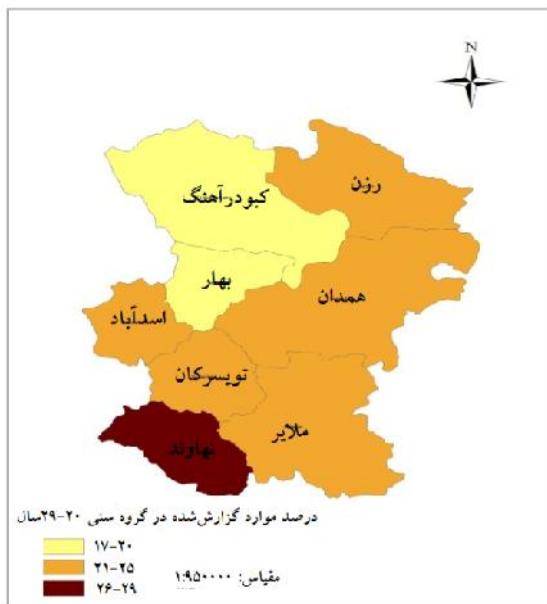 N
رزن
کبودرآهنگ
بهار
همدان
اسدآباد
تویسرکان
ملایر
نهاوند
درصد موارد گزارش‌شده در گروه سنی ۲۰-۲۹سال
۱۷-۲۰
۲۱-۲۵
۲۶-۲۹
مقیاس: ۱:۹۵۰۰۰۰